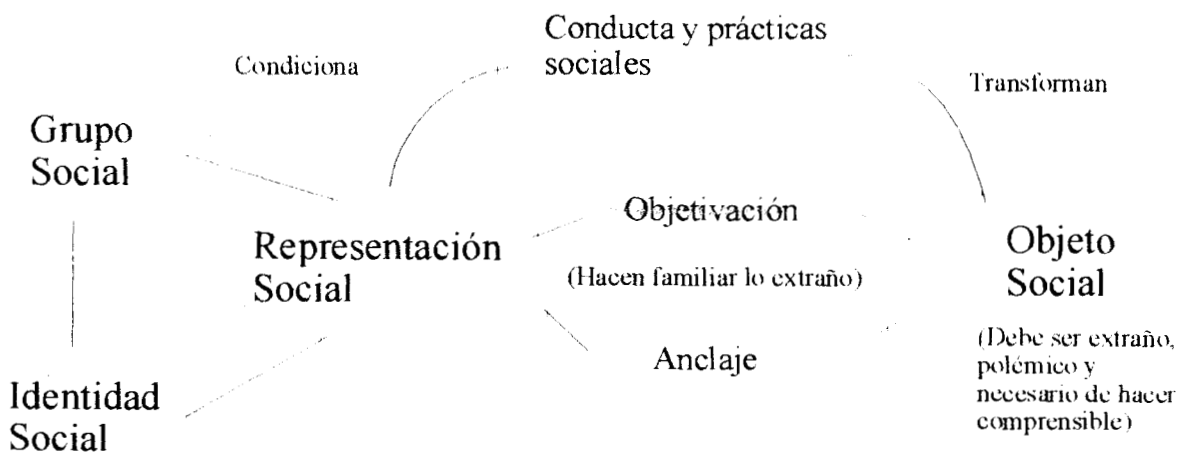 Conducta y prácticas
sociales
Condiciona
Transforman
Grupo
Social
Objetivación
Representación
Social
(Hacen familiar lo extraño)
Objeto
Social
Anclaje
(Debe ser extraño,
polémico y
necesario de hacer
comprensible)
Identidad
Social